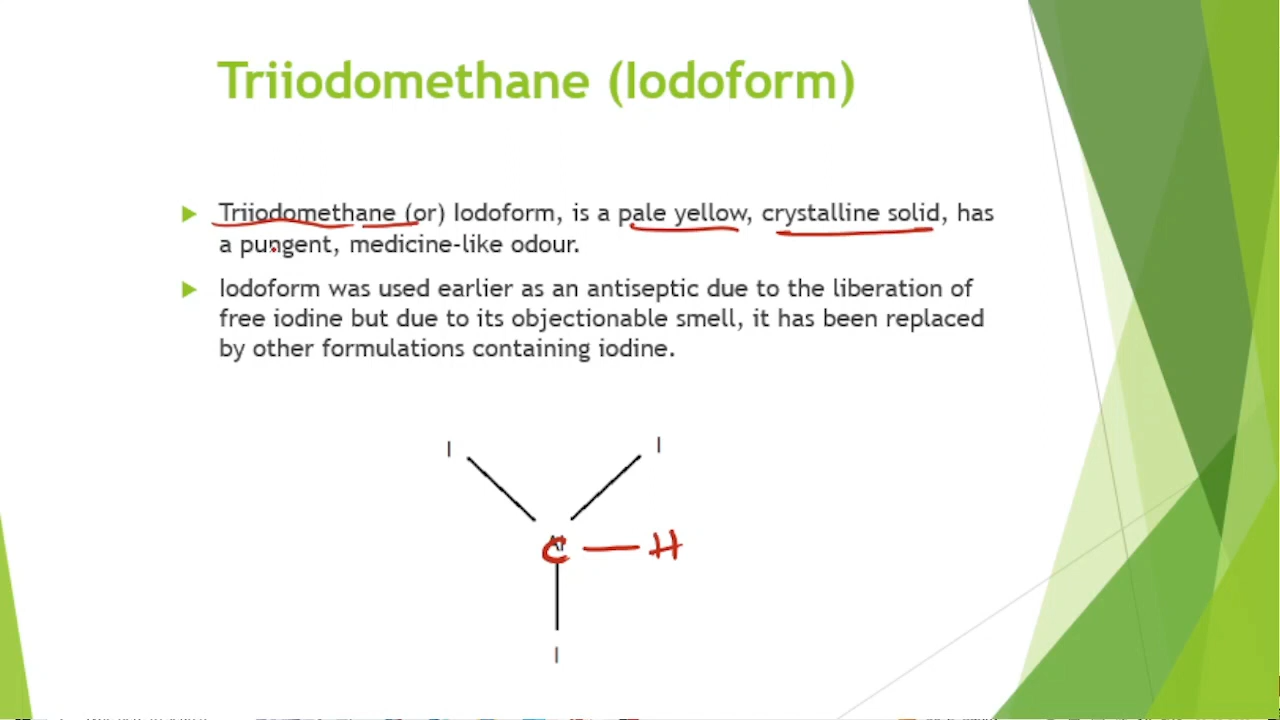 Triiodomethane (Iodoform)
Triiodomethane (or) Iodoform, is a pale yellow, crystalline solid, has
a pungent, medicine-like odour.
Iodoform was used earlier as an antiseptic due to the liberation of
free iodine but due to its objectionable smell, it has been replaced
by other formulations containing iodine.
I I
C — H
I